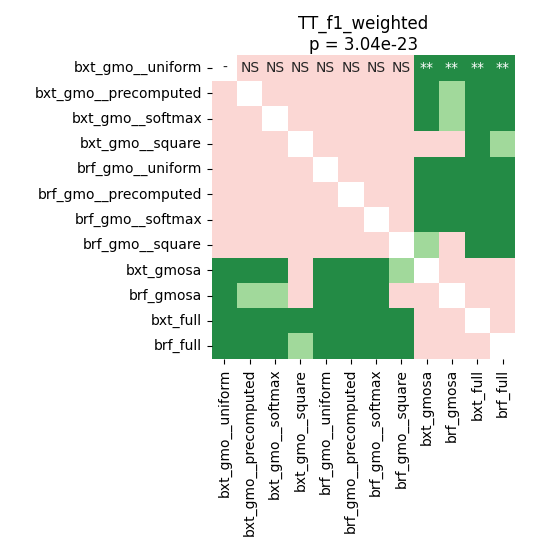 TT_f1_weighted
p = 3.04e-23
bxt_gmo__uniform - NS NS NS NS NS NS NS ** ** ** **
bxt_gmo__precomputed
bxt_gmo__softmax
bxt_gmo__square
brf_gmo__uniform
brf_gmo__precomputed
brf_gmo__softmax
brf_gmo__square
bxt_gmosa
brf_gmosa
bxt_full
brf_full
bxt_gmo__uniform
bxt_gmo__precomputed
bxt_gmo__softmax
bxt_gmo__square
brf_gmo__uniform
brf_gmo__precomputed
brf_gmo__softmax
brf_gmo__square
bxt_gmosa
brf_gmosa
bxt_full
brf_full